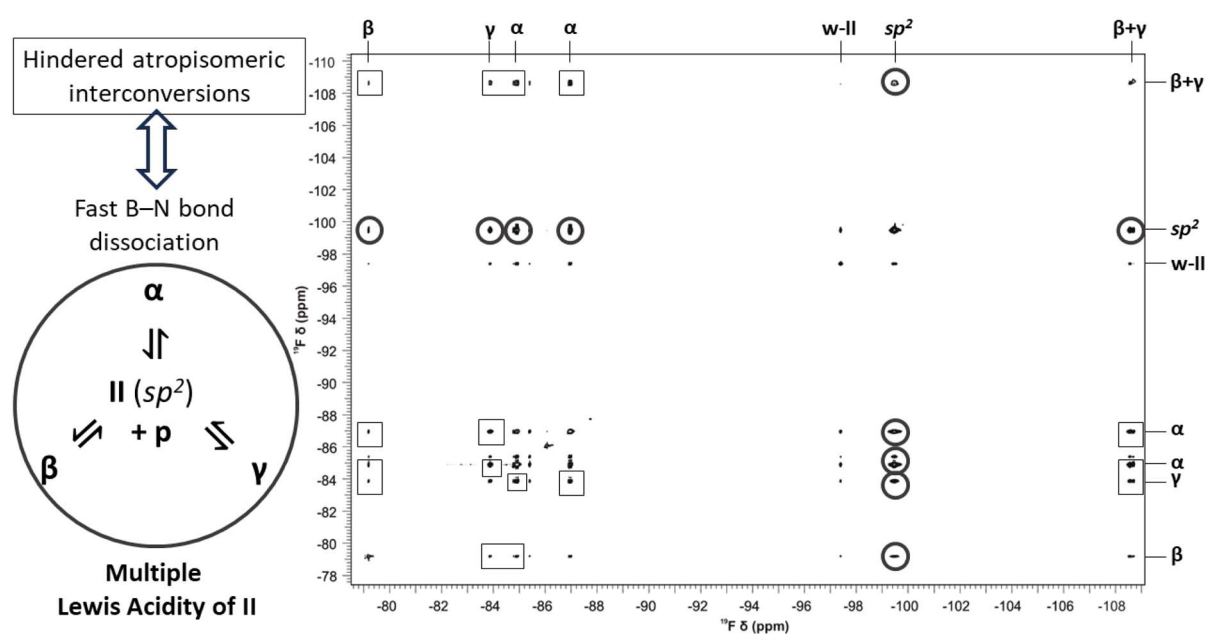 Hindered atropisomeric
interconversions
Fast B–N bond
dissociation
α
II (sp²)
+ p
β
γ
Multiple
Lewis Acidity of II
β γ α α w-II sp² β+γ
-110
-108
-106
-104
-102
-100
-98
-96
-94
-92
-90
-88
-86
-84
-82
-80
-78
¹⁹F δ (ppm)
β+γ
sp²
w-II
α
α
γ
β
-80 -82 -84 -86 -88 -90 -92 -94 -96 -98 -100 -102 -104 -106 -108
¹⁹F δ (ppm)